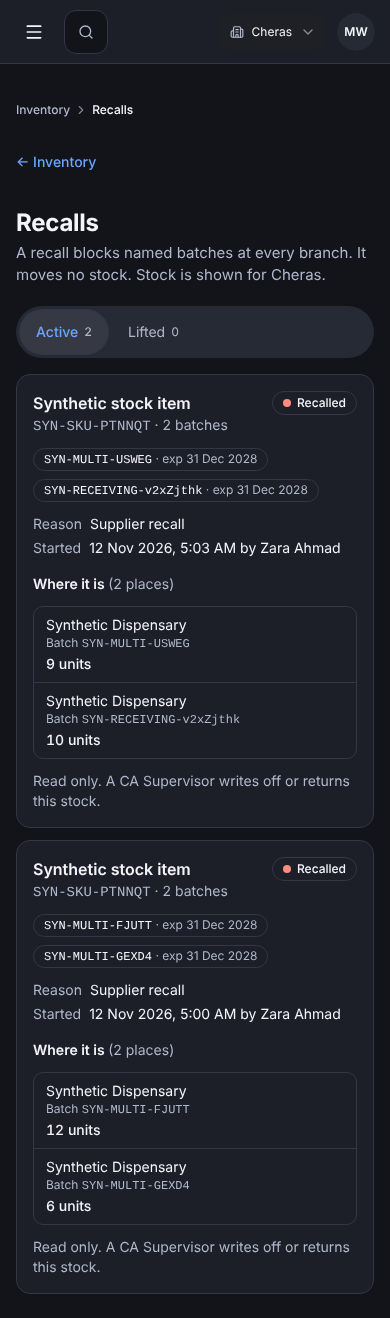 Cheras
MW
Inventory > Recalls
← Inventory
Recalls
A recall blocks named batches at every branch. It
moves no stock. Stock is shown for Cheras.
Active 2 Lifted 0
Synthetic stock item Recalled
SYN-SKU-PTNNQT · 2 batches
SYN-MULTI-USWEG · exp 31 Dec 2028
SYN-RECEIVING-v2xZjthk · exp 31 Dec 2028
Reason Supplier recall
Started 12 Nov 2026, 5:03 AM by Zara Ahmad
Where it is (2 places)
Synthetic Dispensary
Batch SYN-MULTI-USWEG
9 units
Synthetic Dispensary
Batch SYN-RECEIVING-v2xZjthk
10 units
Read only. A CA Supervisor writes off or returns
this stock.
Synthetic stock item Recalled
SYN-SKU-PTNNQT · 2 batches
SYN-MULTI-FJUTT · exp 31 Dec 2028
SYN-MULTI-GEXD4 · exp 31 Dec 2028
Reason Supplier recall
Started 12 Nov 2026, 5:00 AM by Zara Ahmad
Where it is (2 places)
Synthetic Dispensary
Batch SYN-MULTI-FJUTT
12 units
Synthetic Dispensary
Batch SYN-MULTI-GEXD4
6 units
Read only. A CA Supervisor writes off or returns
this stock.